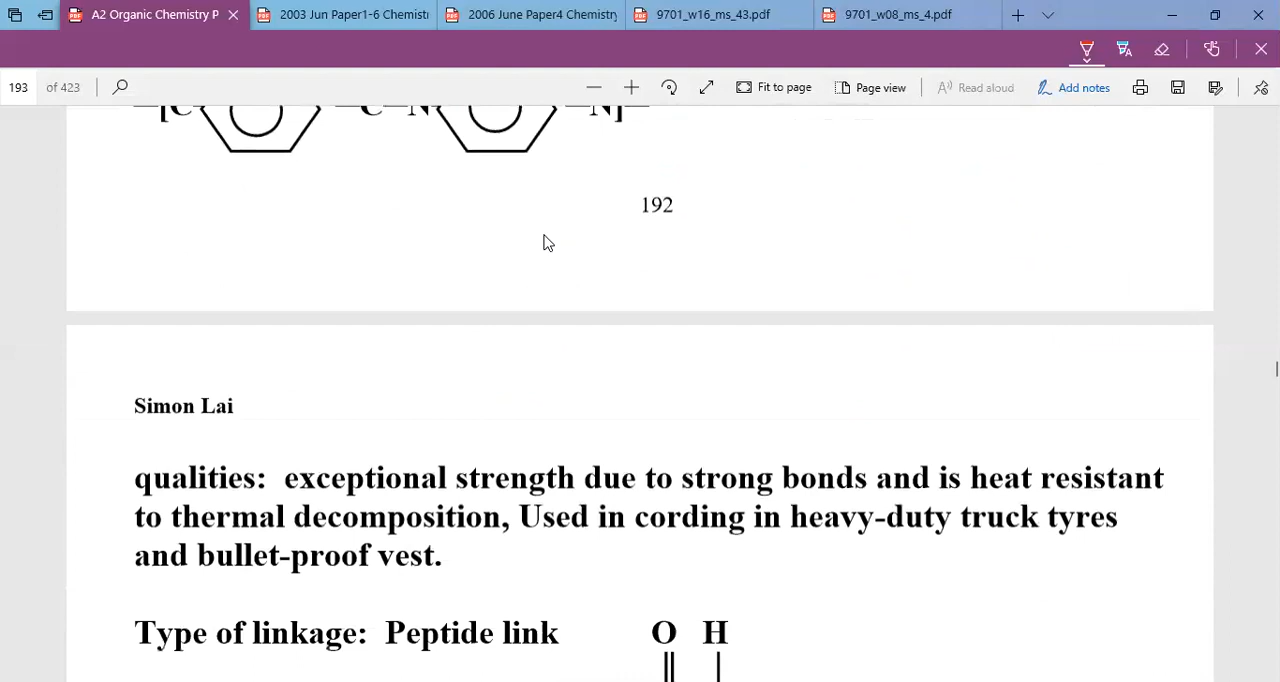 A2 Organic Chemistry P
2003 Jun Paper1-6 Chemistr
2006 June Paper4 Chemistry
9701_w16_ms_43.pdf
9701_w08_ms_4.pdf
193 of 423
Fit to page
Page view
Read aloud
Add notes
[C C N N]
192
Simon Lai
qualities: exceptional strength due to strong bonds and is heat resistant
to thermal decomposition, Used in cording in heavy-duty truck tyres
and bullet-proof vest.
Type of linkage: Peptide link
O H